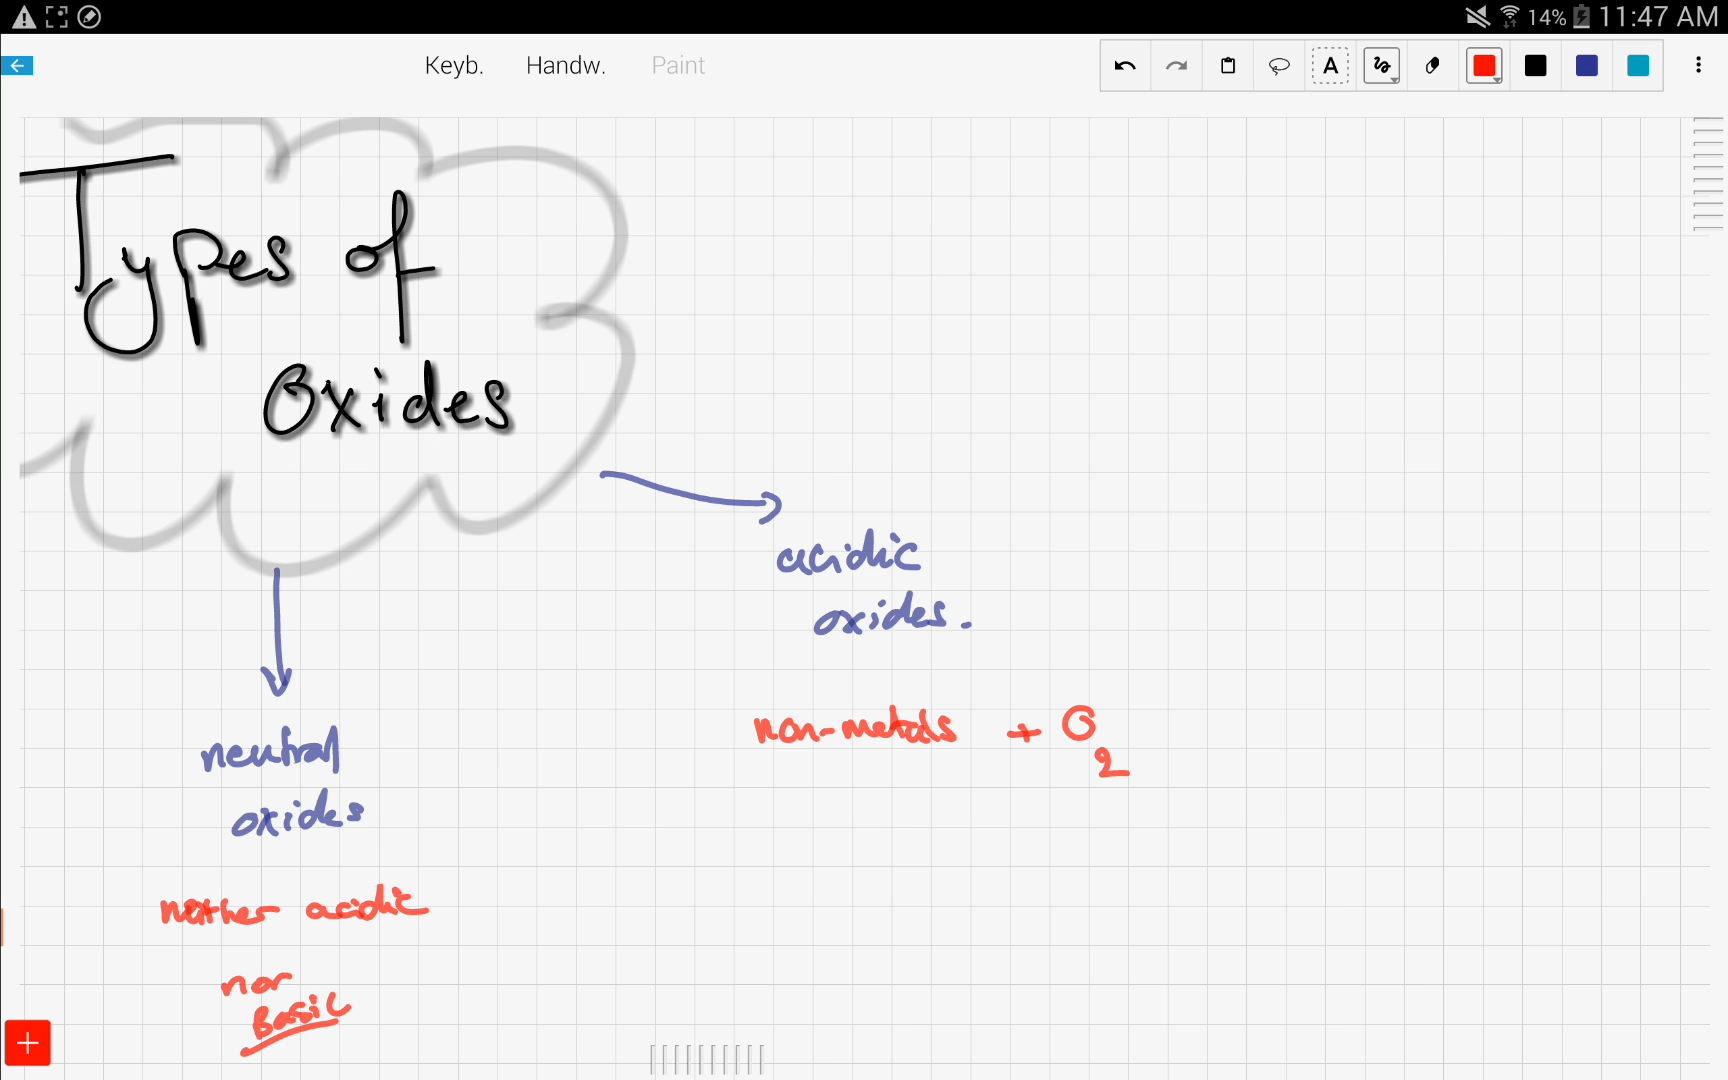 14% 11:47 AM
Keyb. Handw. Paint
A
Types of
Oxides
acidic
oxides.
non-metals + O2
neutral
oxides
neither acidic
nor
Basic